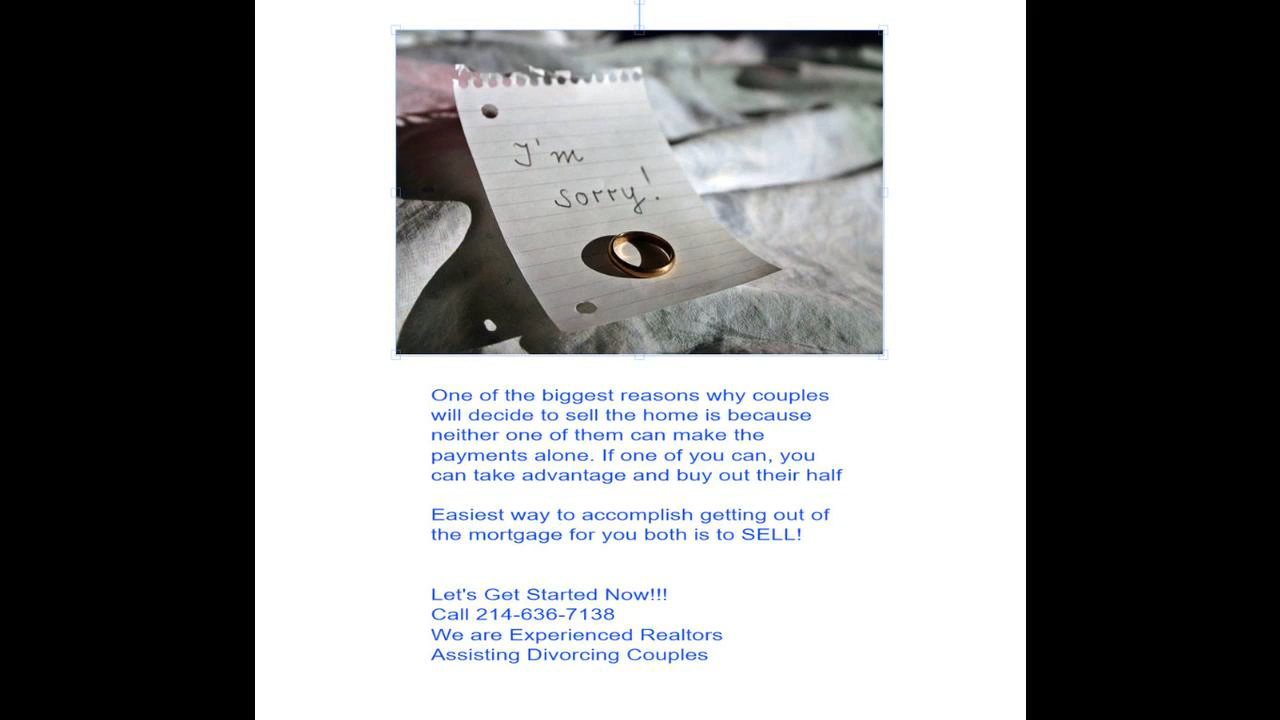 I'm
sorry!
One of the biggest reasons why couples
will decide to sell the home is because
neither one of them can make the
payments alone. If one of you can, you
can take advantage and buy out their half
Easiest way to accomplish getting out of
the mortgage for you both is to SELL!
Let's Get Started Now!!!
Call 214-636-7138
We are Experienced Realtors
Assisting Divorcing Couples